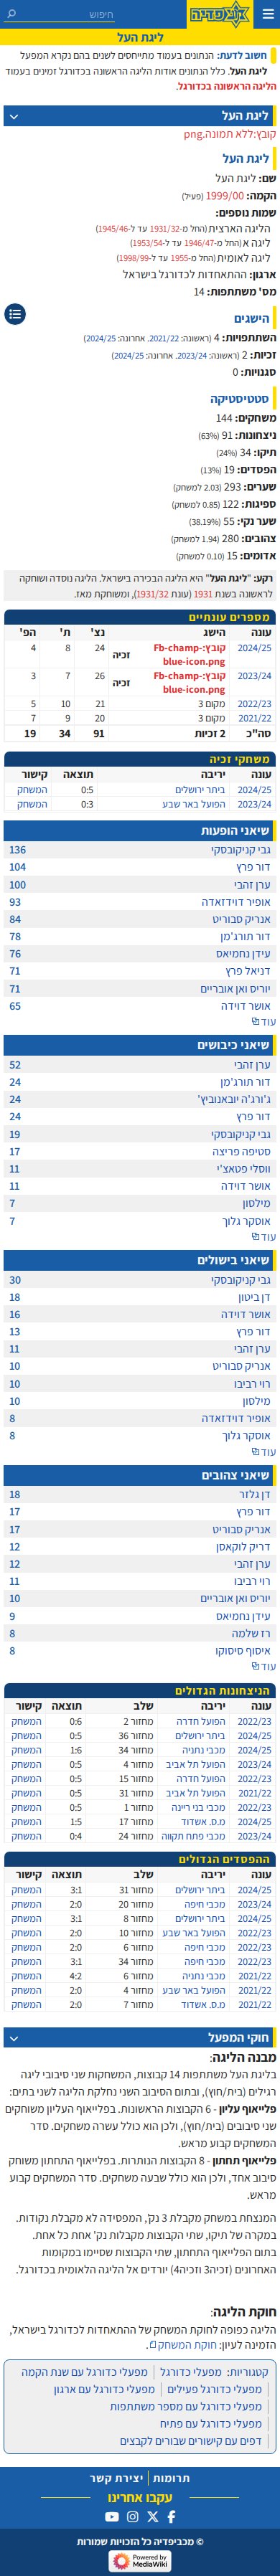 מכביפדיה
חיפוש
ליגת העל
חשוב לדעת: הנתונים בעמוד מתייחסים לשנים בהם נקרא המפעל
ליגת העל. כלל הנתונים אודות הליגה הראשונה בכדורגל זמינים בעמוד
הליגה הראשונה בכדורגל.
ליגת העל
קובץ:ללא תמונה.png
ליגת העל
שם: ליגת העל
הקמה: 1999/00 (פעיל)
שמות נוספים:
הליגה הארצית (החל מ-1931/32 עד ל-1945/46)
ליגה א (החל מ-1946/47 עד ל-1953/54)
ליגה לאומית (החל מ-1955 עד ל-1998/99)
ארגון: ההתאחדות לכדורגל בישראל
מס' משתתפות: 14
הישגים
השתתפויות: 4 (ראשונה: 2021/22. אחרונה: 2024/25)
זכיות: 2 (ראשונה: 2023/24. אחרונה: 2024/25)
סגנויות: 0
סטטיסטיקה
משחקים: 144
ניצחונות: 91 (63%)
תיקו: 34 (24%)
הפסדים: 19 (13%)
שערים: 293 (2.03 למשחק)
ספיגות: 122 (0.85 למשחק)
שער נקי: 55 (38.19%)
צהובים: 280 (1.94 למשחק)
אדומים: 15 (0.10 למשחק)
רקע: "ליגת העל" היא הליגה הבכירה בישראל. הליגה נוסדה ושוחקה
לראשונה בשנת 1931 (עונת 1931/32), ומשוחקת מאז.
מספרים עונתיים
עונה הישג נצ' ת' הפ'
2024/25 קובץ:Fb-champ-blue-icon.png זכיה 24 8 4
2023/24 קובץ:Fb-champ-blue-icon.png זכיה 26 7 3
2022/23 מקום 3 21 10 5
2021/22 מקום 3 20 9 7
סה"כ 2 זכיות 91 34 19
משחקי זכיה
עונה יריבה תוצאה קישור
2024/25 ביתר ירושלים 0:5 המשחק
2023/24 הפועל באר שבע 0:3 המשחק
שיאני הופעות
גבי קניקובסקי 136
דור פרץ 104
ערן זהבי 100
אופיר דוידזאדה 93
אנריק סבוריט 84
דור תורג'מן 78
עידן נחמיאס 76
דניאל פרץ 71
יוריס ואן אוביריים 71
אושר דוידה 65
עוד
שיאני כיבושים
ערן זהבי 52
דור תורג'מן 24
ג'ורג'ה יובאנוביץ' 24
דור פרץ 24
גבי קניקובסקי 19
סטיפה פריצה 17
ווסלי פטאצ'י 11
אושר דוידה 11
מילסון 7
אוסקר גלוך 7
עוד
שיאני בישולים
גבי קניקובסקי 30
דן ביטון 18
אושר דוידה 16
דור פרץ 13
ערן זהבי 11
אנריק סבוריט 10
רוי רביבו 10
מילסון 10
אופיר דוידזאדה 8
אוסקר גלוך 8
עוד
שיאני צהובים
דן גלזר 18
דור פרץ 17
אנריק סבוריט 17
דריק לוקאסן 12
ערן זהבי 12
רוי רביבו 11
יוריס ואן אוביריים 10
עידן נחמיאס 9
רז שלמה 8
איסוף סיסוקו 8
עוד
הניצחונות הגדולים
עונה יריבה שלב תוצאה קישור
2022/23 הפועל חדרה מחזור 2 0:6 המשחק
2024/25 ביתר ירושלים מחזור 36 0:5 המשחק
2024/25 מכבי נתניה מחזור 34 1:6 המשחק
2023/24 הפועל תל אביב מחזור 4 0:5 המשחק
2022/23 הפועל חדרה מחזור 15 0:5 המשחק
2021/22 הפועל תל אביב מחזור 31 0:5 המשחק
2022/23 מכבי בני ריינה מחזור 1 0:5 המשחק
2024/25 מ.ס. אשדוד מחזור 17 1:5 המשחק
2023/24 מכבי פתח תקווה מחזור 24 0:4 המשחק
ההפסדים הגדולים
עונה יריבה שלב תוצאה קישור
2024/25 ביתר ירושלים מחזור 31 3:1 המשחק
2023/24 מכבי חיפה מחזור 20 2:0 המשחק
2024/25 ביתר ירושלים מחזור 8 3:1 המשחק
2022/23 הפועל באר שבע מחזור 10 2:0 המשחק
2022/23 מכבי חיפה מחזור 6 2:0 המשחק
2022/23 מכבי חיפה מחזור 34 3:1 המשחק
2021/22 מכבי נתניה מחזור 6 4:2 המשחק
2021/22 הפועל באר שבע מחזור 4 2:0 המשחק
2021/22 מ.ס. אשדוד מחזור 7 2:0 המשחק
חוקי המפעל
מבנה הליגה:
בליגת העל משתתפות 14 קבוצות, המשחקות שני סיבובי ליגה
רגילים (בית/חוץ), ובתום הסיבוב השני נחלקת הליגה לשני בתים:
פלייאוף עליון - 6 הקבוצות הראשונות. בפלייאוף העליון משוחקים
שני סיבובים (בית/חוץ), ולכן הוא כולל עשרה משחקים. סדר
המשחקים קבוע מראש.
פלייאוף תחתון - 8 הקבוצות הנותרות. בפלייאוף התחתון משוחק
סיבוב אחד, ולכן הוא כולל שבעה משחקים. סדר המשחקים קבוע
מראש.
המנצחת במשחק מקבלת 3 נק', המפסידה לא מקבלת נקודות.
במקרה של תיקו, שתי הקבוצות מקבלות נק' אחת כל אחת.
בתום הפלייאוף התחתון, שתי הקבוצות שסיימו במקומות
האחרונים (זכיה3 וזכיה4) יורדים אל הליגה הלאומית בכדורגל.
חוקת הליגה:
הליגה כפופה לחוקת המשחק של ההתאחדות לכדורגל בישראל,
הזמינה לעיון: חוקת המשחק.
קטגוריות: מפעלי כדורגל | מפעלי כדורגל עם שנת הקמה
| מפעלי כדורגל פעילים | מפעלי כדורגל עם ארגון
| מפעלי כדורגל עם מספר משתתפות
| מפעלי כדורגל עם פתיח
| דפים עם קישורים שבורים לקבצים
תרומות | יצירת קשר
עקבו אחרינו
© מכביפדיה כל הזכויות שמורות
Powered by MediaWiki